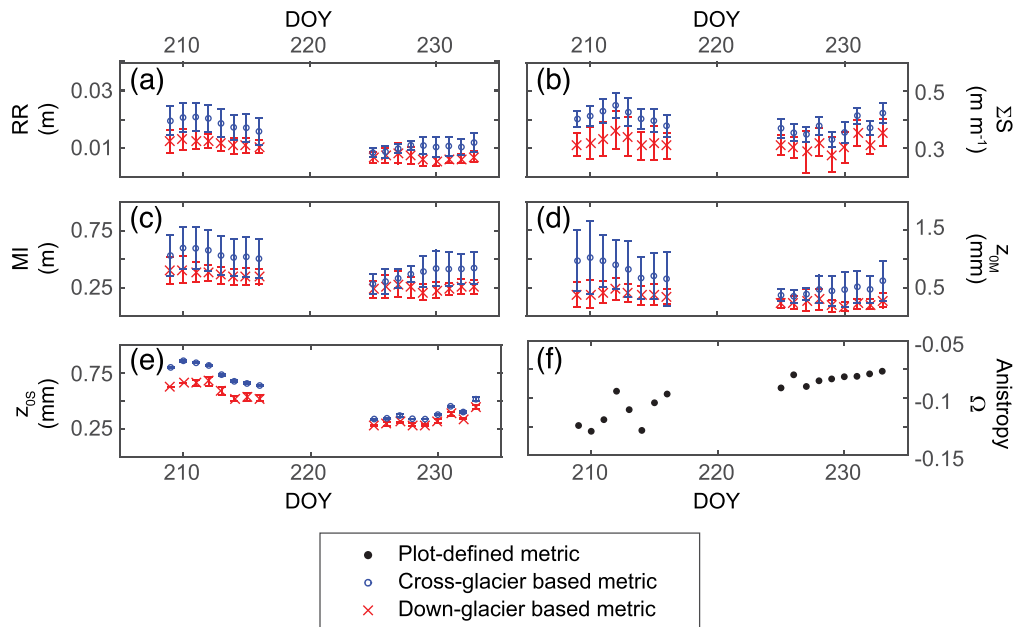 DOY DOY
210 220 230 210 220 230
(a) (b)
RR
(m)
0.03
0.01
0.5
0.3
ΣS
(m m⁻¹)
(c) (d)
MI
(m)
0.75
0.25
1.5
0.5
z₀M
(mm)
(e) (f)
z₀S
(mm)
0.75
0.25
-0.05
-0.1
-0.15
Anistropy
Ω
210 220 230 210 220 230
DOY DOY
Plot-defined metric
Cross-glacier based metric
Down-glacier based metric